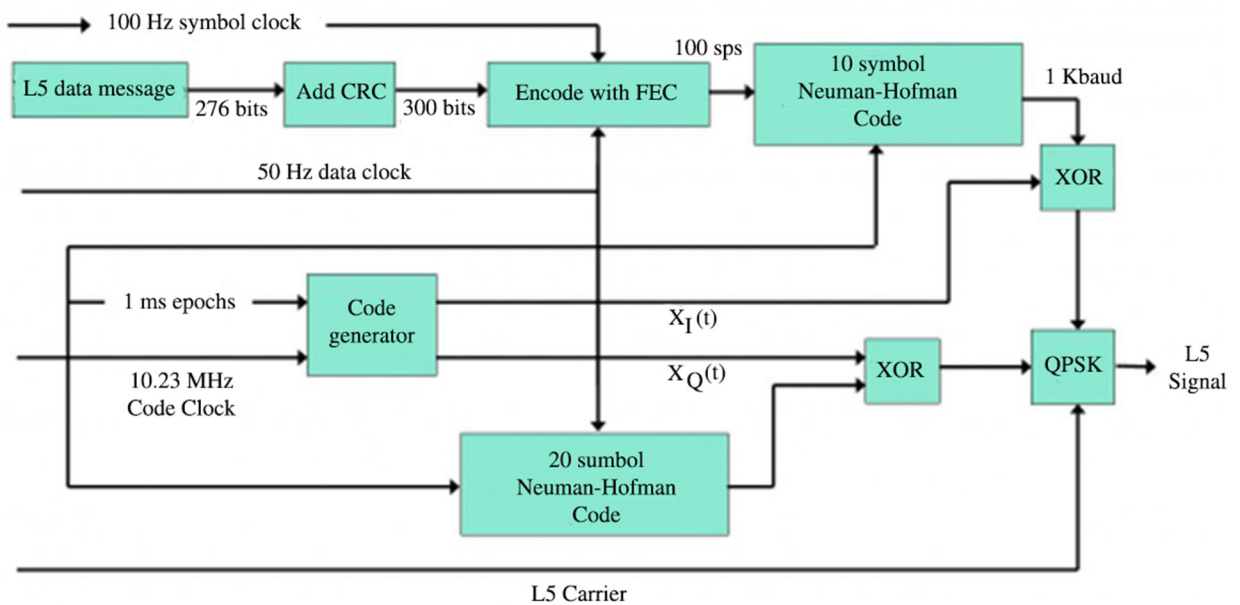 100 Hz symbol clock
100 sps
10 symbol
Neuman-Hofman
Code
1 Kbaud
L5 data message
276 bits
Add CRC
300 bits
Encode with FEC
50 Hz data clock
XOR
1 ms epochs
Code
generator
X_I(t)
10.23 MHz
Code Clock
X_Q(t)
XOR
QPSK
L5
Signal
20 sumbol
Neuman-Hofman
Code
L5 Carrier